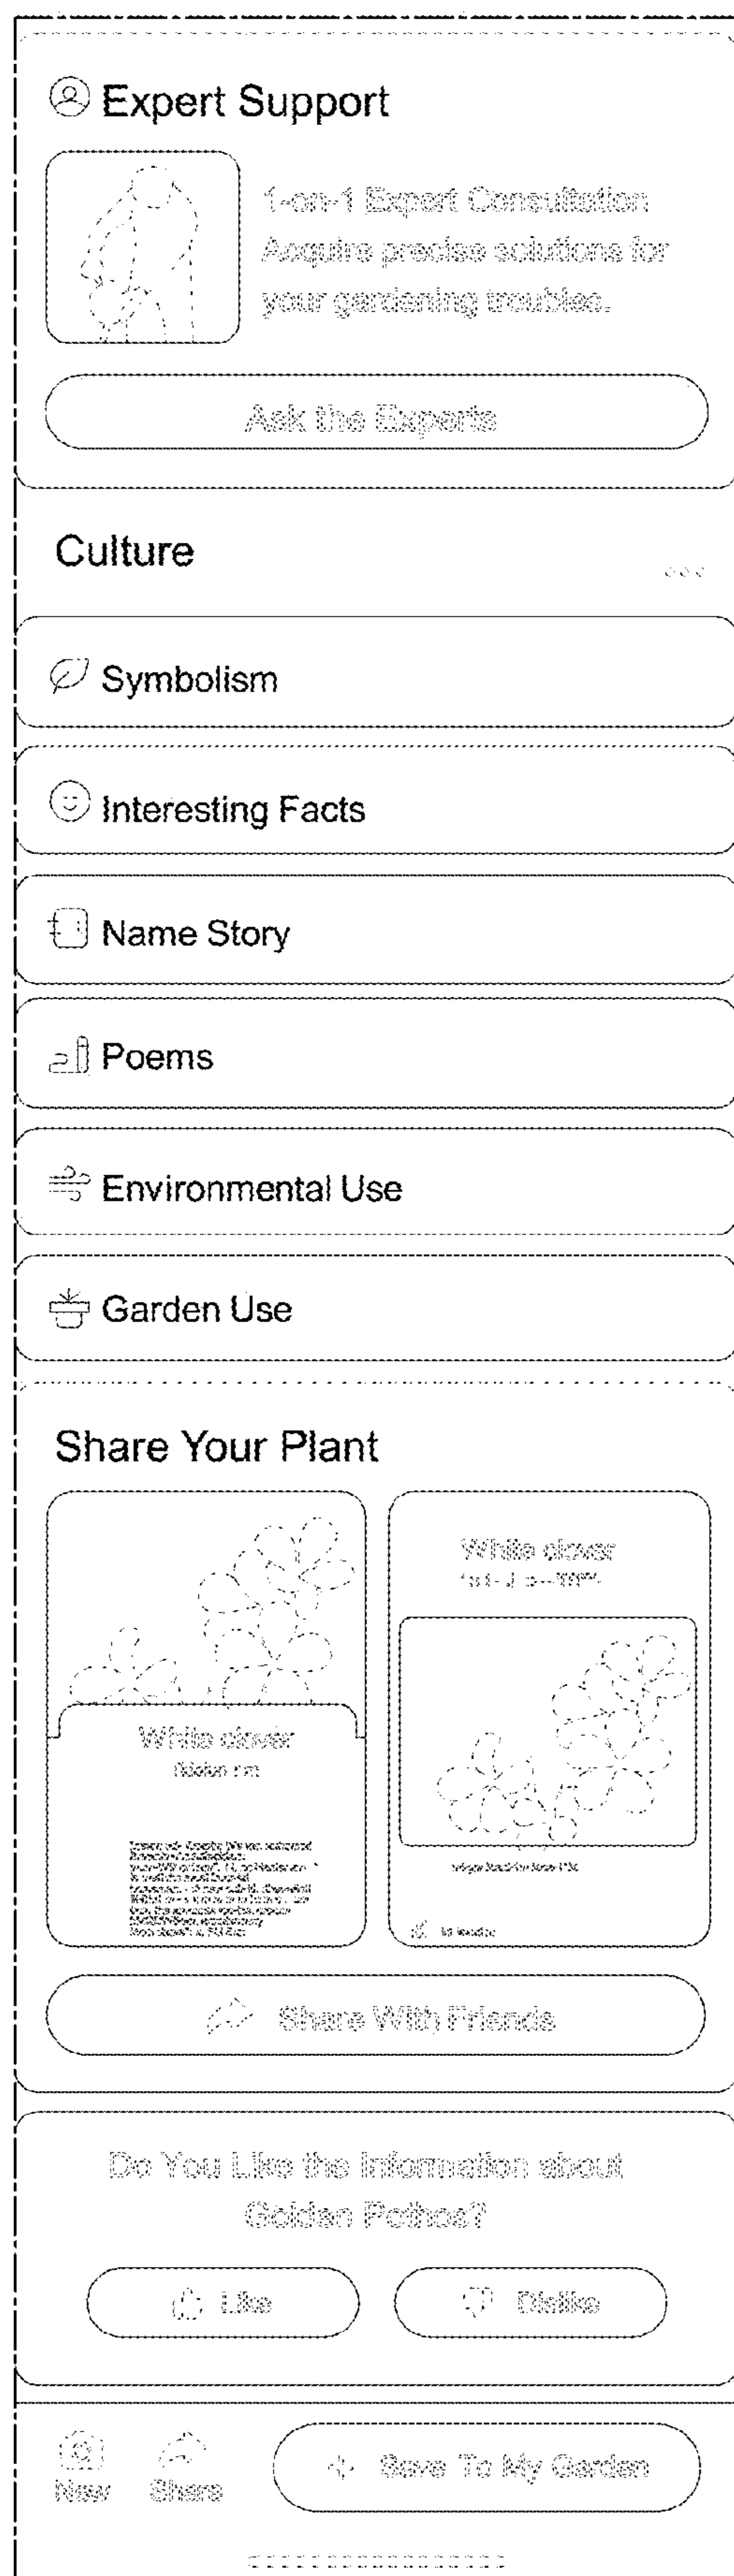 Expert Support
1-on-1 Expert Consultation
Acquire precise solutions for
your gardening troubles.
Ask the Experts
Culture
Symbolism
Interesting Facts
Name Story
Poems
Environmental Use
Garden Use
Share Your Plant
White clover
White clover
Share With Friends
Do You Like the Information about
Golden Pothos?
Like
Dislike
New
Share
Save To My Garden